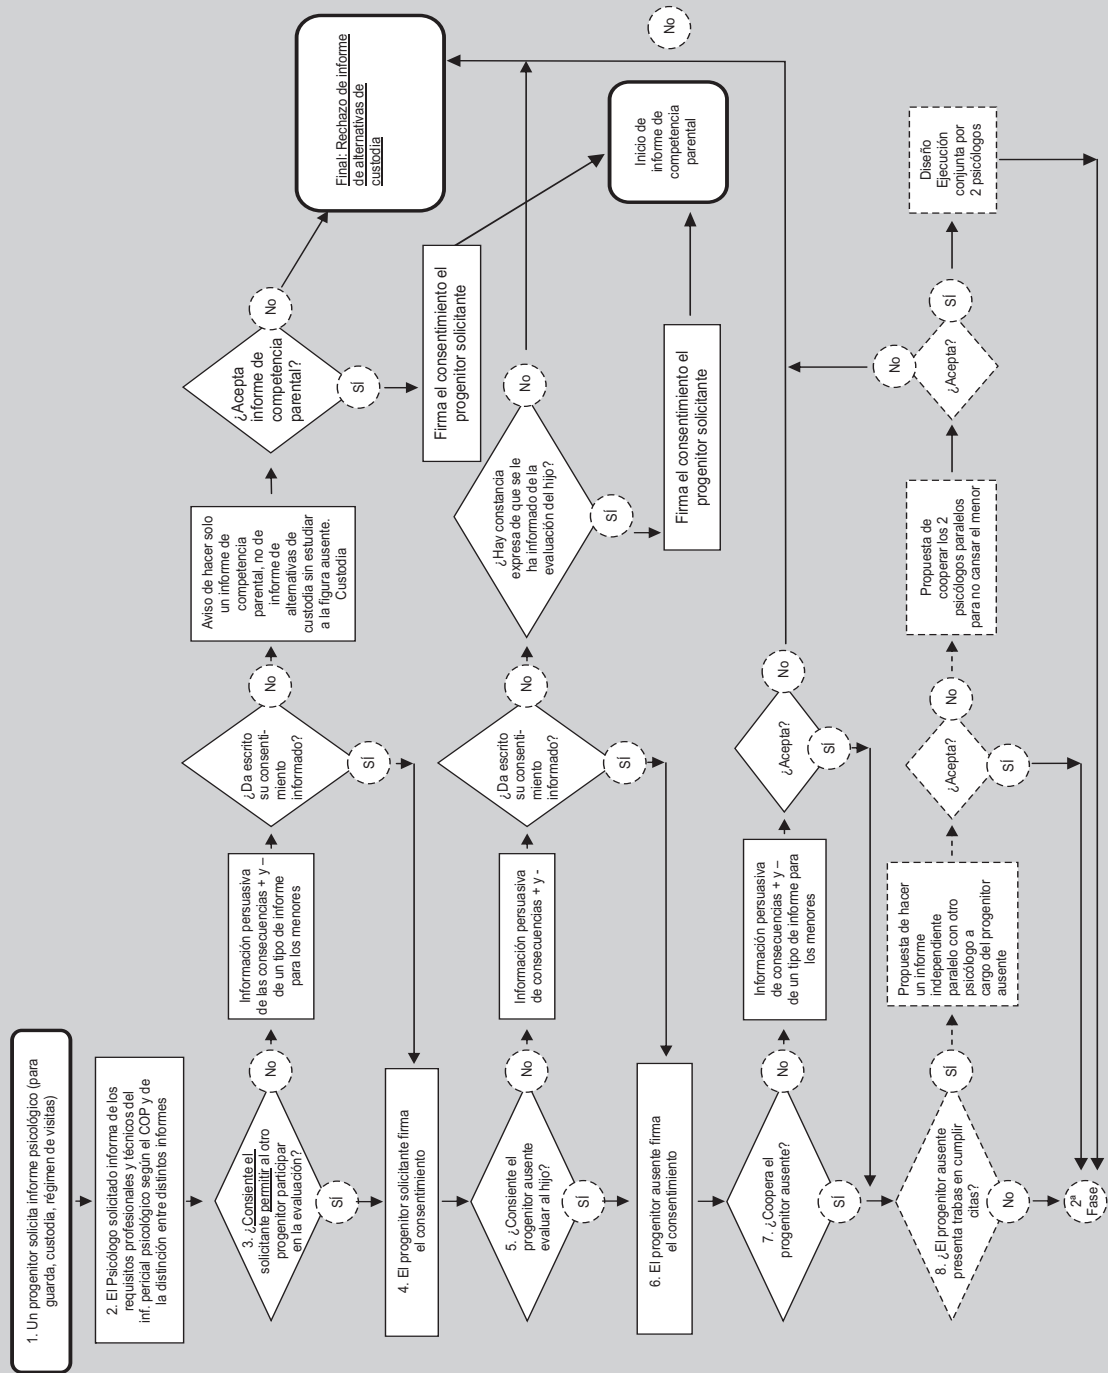 1. Un progenitor solicita informe psicológico (para
guarda, custodia, régimen de visitas)
2. El Psicólogo solicitado informa de los
requisitos profesionales y técnicos del
inf. pericial psicológico según el COP y de
la distinción entre distintos informes
3. ¿Consiente el
solicitante permitir al otro
progenitor participar
en la evaluación?
No
Información persuasiva
de las consecuencias + y –
de un tipo de informe
para los menores
¿Da escrito
su consenti-
miento
informado?
No
Aviso de hacer solo
un informe de
competencia
parental, no de
informe de
alternativas de
custodia sin estudiar
a la figura ausente.
Custodia
¿Acepta
informe de
competencia
parental?
No
Final: Rechazo de informe
de alternativas de
custodia
SÍ
SÍ
SÍ
Firma el consentimiento el
progenitor solicitante
4. El progenitor solicitante firma
el consentimiento
5. ¿Consiente el
progenitor ausente
evaluar al hijo?
No
Información persuasiva
de consecuencias + y -
¿Da escrito
su consenti-
miento
informado?
No
¿Hay constancia
expresa de que se le
ha informado de la
evaluación del hijo?
No
SÍ
SÍ
SÍ
Inicio de
informe de
competencia
parental
No
Firma el consentimiento el
progenitor solicitante
6. El progenitor ausente firma
el consentimiento
7. ¿Coopera el
progenitor ausente?
No
Información persuasiva
de consecuencias + y –
de un tipo de informe para
los menores
¿Acepta?
No
SÍ
SÍ
8. ¿El progenitor ausente
presenta trabas en cumplir
citas?
SÍ
Propuesta de hacer
un informe
independiente
paralelo con otro
psicólogo a
cargo del progenitor
ausente
¿Acepta?
No
Propuesta de
cooperar los 2
psicólogos paralelos
para no cansar el menor
¿Acepta?
No
SÍ
Diseño
Ejecución
conjunta por
2 psicólogos
No
SÍ
2ª
Fase